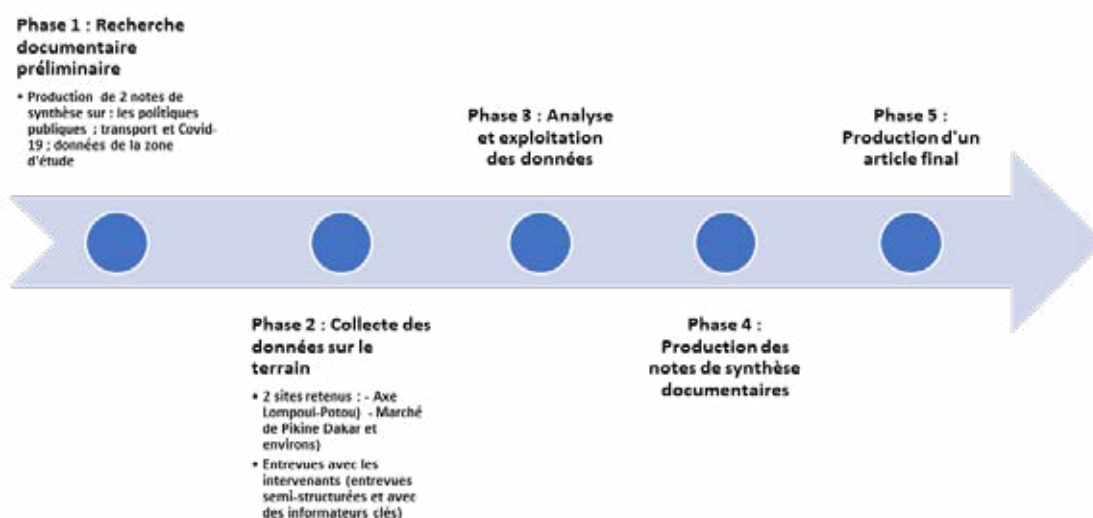 Phase 1 : Recherche
documentaire
préliminaire
• Production de 2 notes de
synthèse sur : les politiques
publiques ; transport et Covid-
19 ; données de la zone
d'étude
Phase 2 : Collecte des
données sur le
terrain
• 2 sites retenus : - Axe
Lompoul-Potou) - Marché
de Pikine Dakar et
environs)
• Entrevues avec les
intervenants (entrevues
semi-structurées et avec
des informateurs clés)
Phase 3 : Analyse
et exploitation
des données
Phase 4 :
Production des
notes de synthèse
documentaires
Phase 5 :
Production d'un
article final